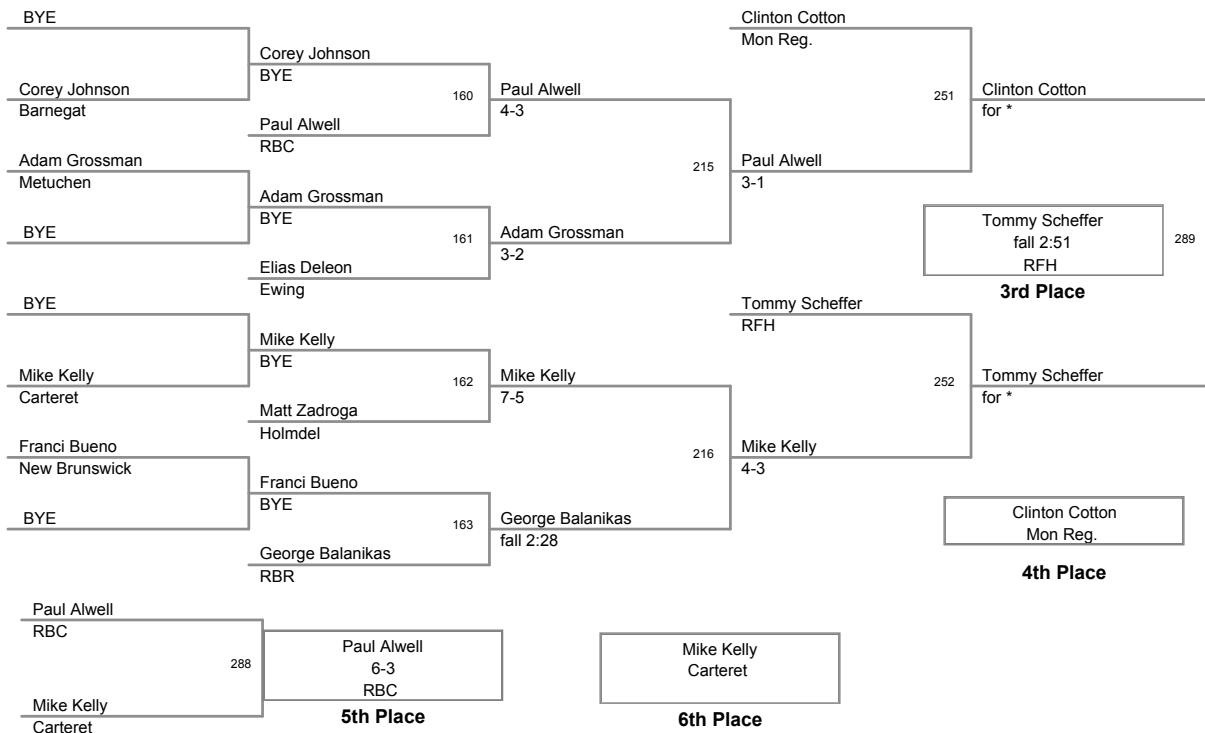 BYE
Corey Johnson
Barnegat
Adam Grossman
Metuchen
BYE
BYE
Mike Kelly
Carteret
Franci Bueno
New Brunswick
BYE
Corey Johnson
BYE
160
Paul Alwell
RBC
Adam Grossman
BYE
161
Elias Deleon
Ewing
Mike Kelly
BYE
162
Matt Zadroga
Holmdel
Franci Bueno
BYE
163
George Balanikas
RBR
Paul Alwell
4-3
215
Adam Grossman
3-2
Mike Kelly
7-5
216
George Balanikas
fall 2:28
Clinton Cotton
Mon Reg.
251
Paul Alwell
3-1
Tommy Scheffer
RFH
252
Mike Kelly
4-3
Clinton Cotton
for *
Tommy Scheffer
fall 2:51
RFH
289
3rd Place
Tommy Scheffer
for *
Clinton Cotton
Mon Reg.
4th Place
Paul Alwell
RBC
288
Mike Kelly
Carteret
Paul Alwell
6-3
RBC
5th Place
Mike Kelly
Carteret
6th Place